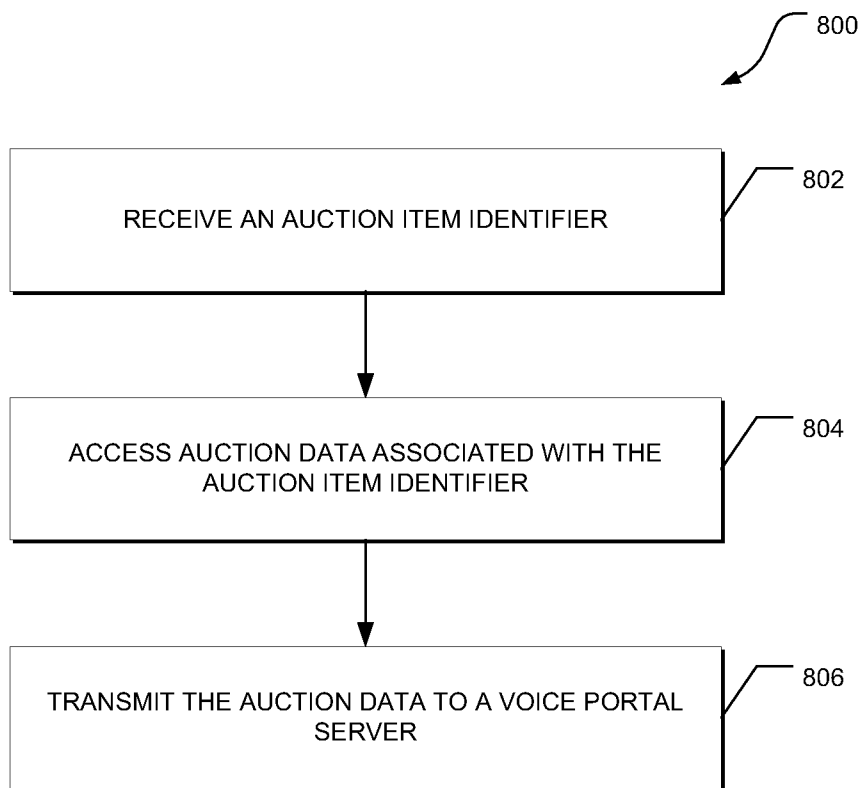 800
RECEIVE AN AUCTION ITEM IDENTIFIER
802
ACCESS AUCTION DATA ASSOCIATED WITH THE
AUCTION ITEM IDENTIFIER
804
TRANSMIT THE AUCTION DATA TO A VOICE PORTAL
SERVER
806